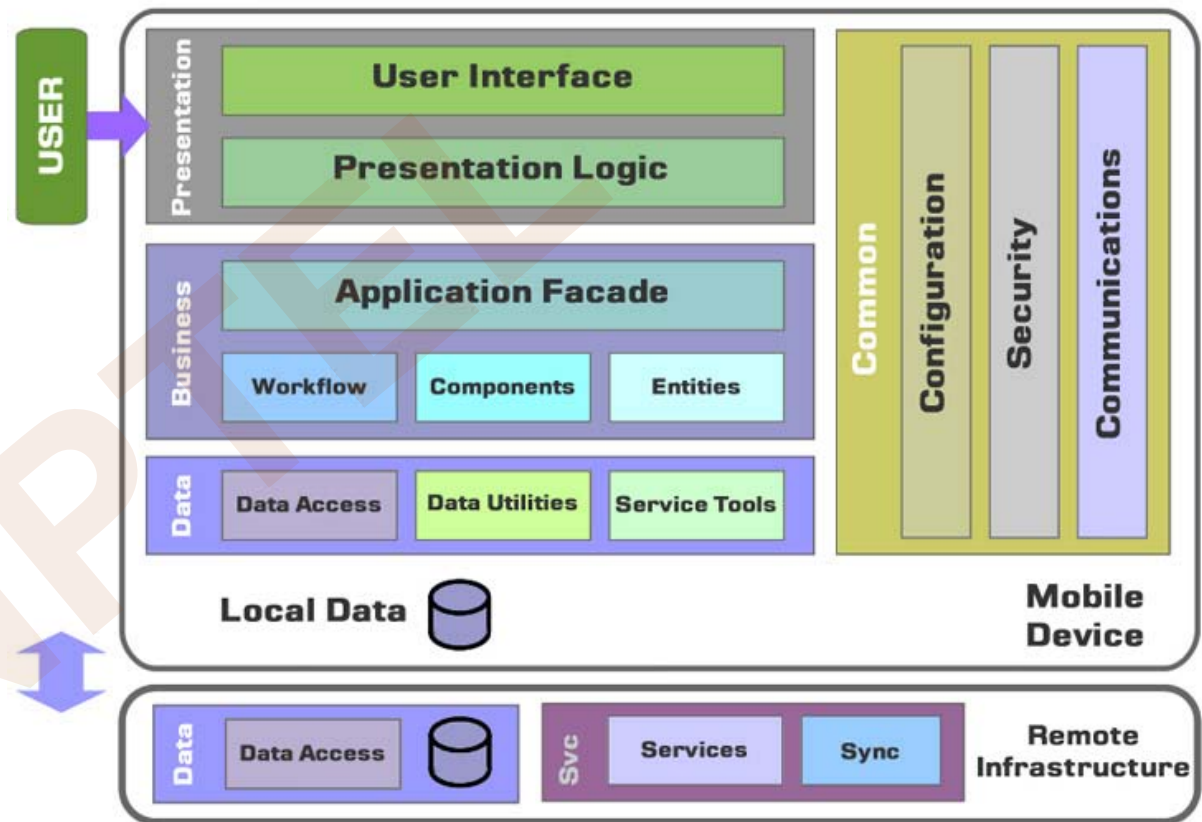 USER
Presentation
User Interface
Presentation Logic
Business
Application Facade
Workflow
Components
Entities
Data
Data Access
Data Utilities
Service Tools
Common
Configuration
Security
Communications
Local Data
Mobile
Device
Data
Data Access
Svc
Services
Sync
Remote
Infrastructure
NPTEL